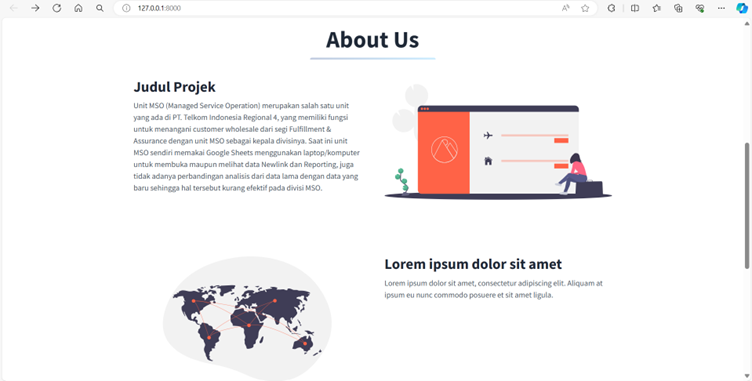 127.0.0.1:8000
About Us
Judul Projek
Unit MSO (Managed Service Operation) merupakan salah satu unit
yang ada di PT. Telkom Indonesia Regional 4, yang memiliki fungsi
untuk menangani customer wholesale dari segi Fulfillment &
Assurance dengan unit MSO sebagai kepala divisinya. Saat ini unit
MSO sendiri memakai Google Sheets menggunakan laptop/komputer
untuk membuka maupun melihat data Newlink dan Reporting, juga
tidak adanya perbandingan analisis dari data lama dengan data yang
baru sehingga hal tersebut kurang efektif pada divisi MSO.
Lorem ipsum dolor sit amet
Lorem ipsum dolor sit amet, consectetur adipiscing elit. Aliquam at
ipsum eu nunc commodo posuere et sit amet ligula.